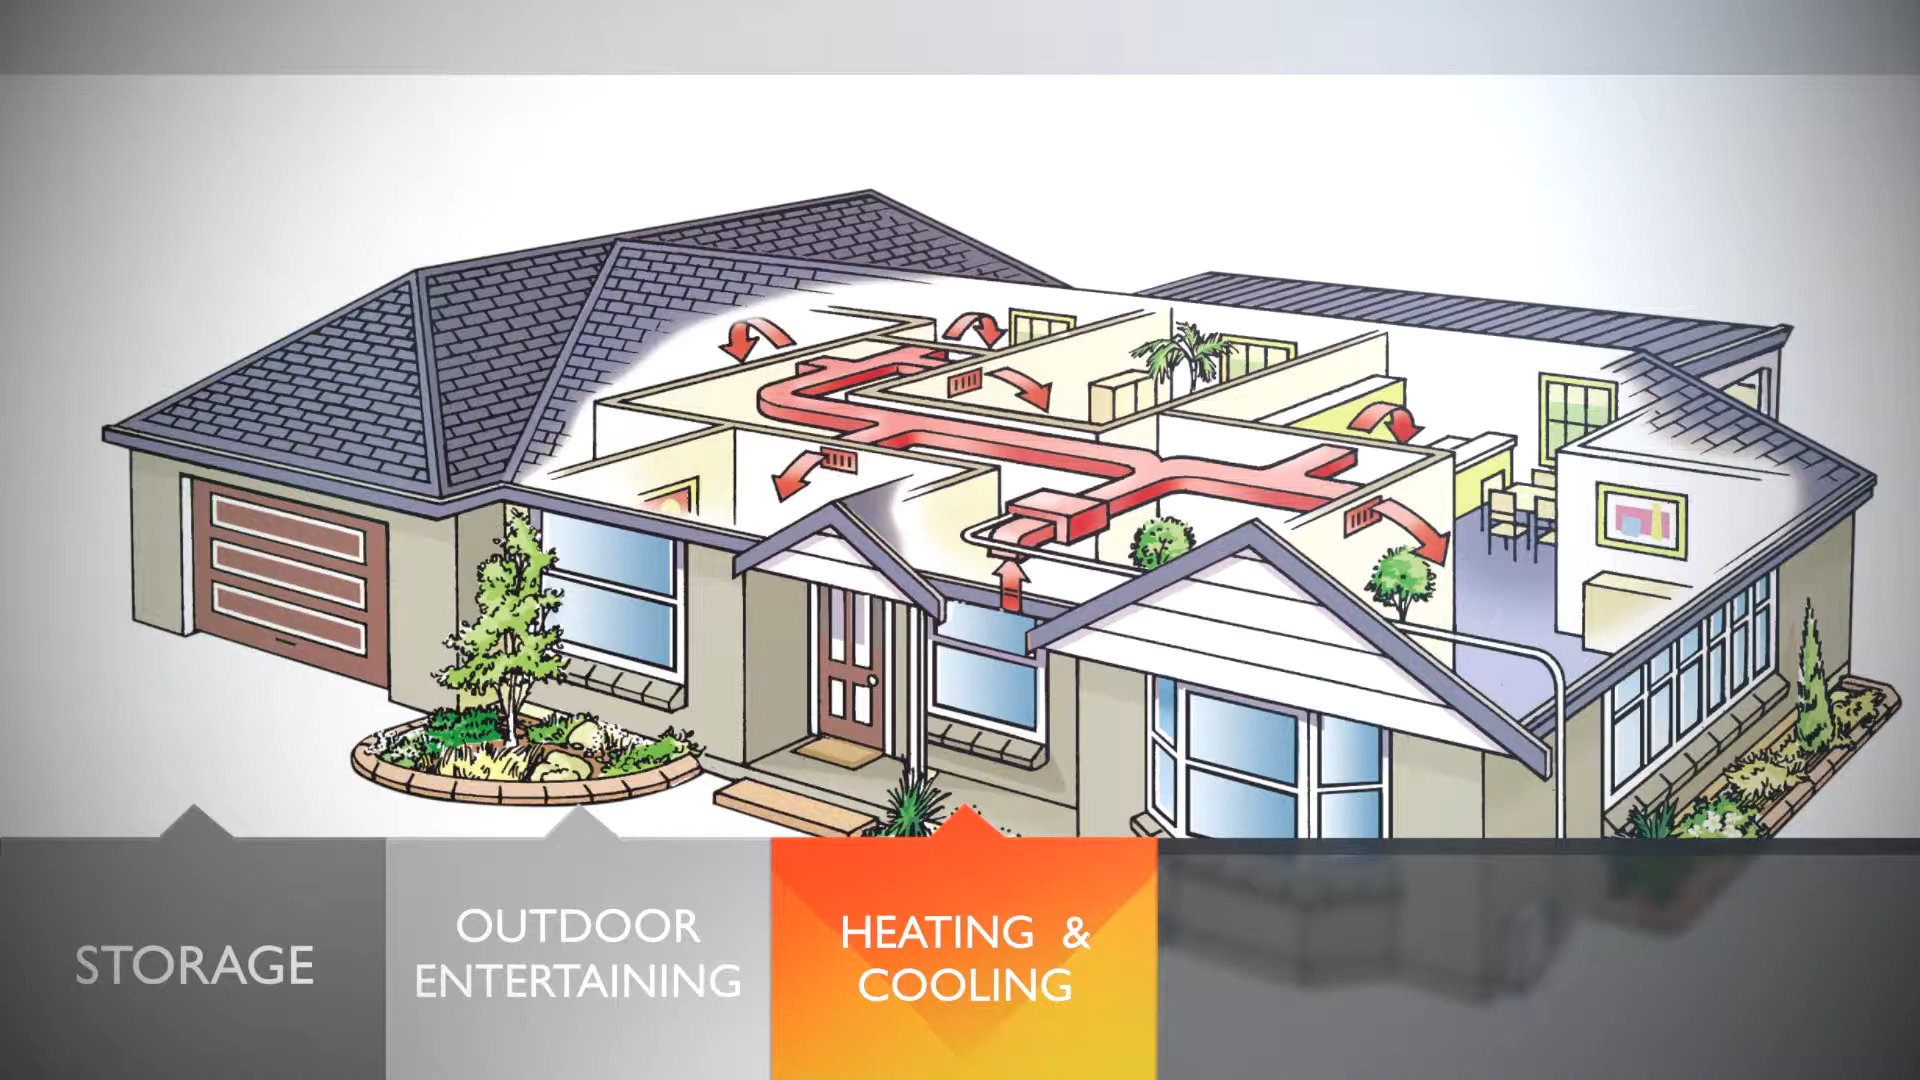 STORAGE
OUTDOOR
ENTERTAINING
HEATING & 
COOLING